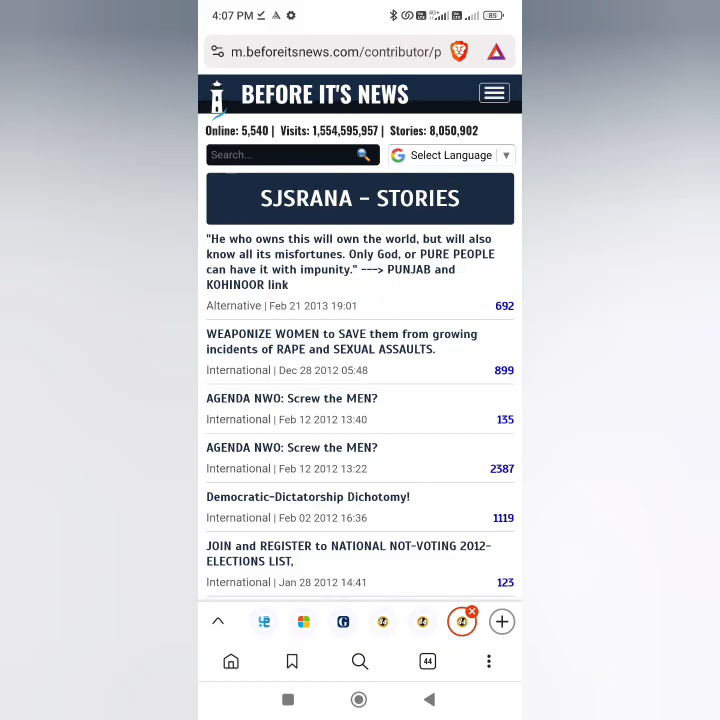 4:07 PM
85
m.beforeitsnews.com/contributor/p
BEFORE IT'S NEWS
Online: 5,540 | Visits: 1,554,595,957 | Stories: 8,050,902
Search...
Select Language
SJSRANA - STORIES
"He who owns this will own the world, but will also
know all its misfortunes. Only God, or PURE PEOPLE
can have it with impunity." ---> PUNJAB and
KOHINOOR link
Alternative | Feb 21 2013 19:01
692
WEAPONIZE WOMEN to SAVE them from growing
incidents of RAPE and SEXUAL ASSAULTS.
International | Dec 28 2012 05:48
899
AGENDA NWO: Screw the MEN?
International | Feb 12 2012 13:40
135
AGENDA NWO: Screw the MEN?
International | Feb 12 2012 13:22
2387
Democratic-Dictatorship Dichotomy!
International | Feb 02 2012 16:36
1119
JOIN and REGISTER to NATIONAL NOT-VOTING 2012-
ELECTIONS LIST,
International | Jan 28 2012 14:41
123
44